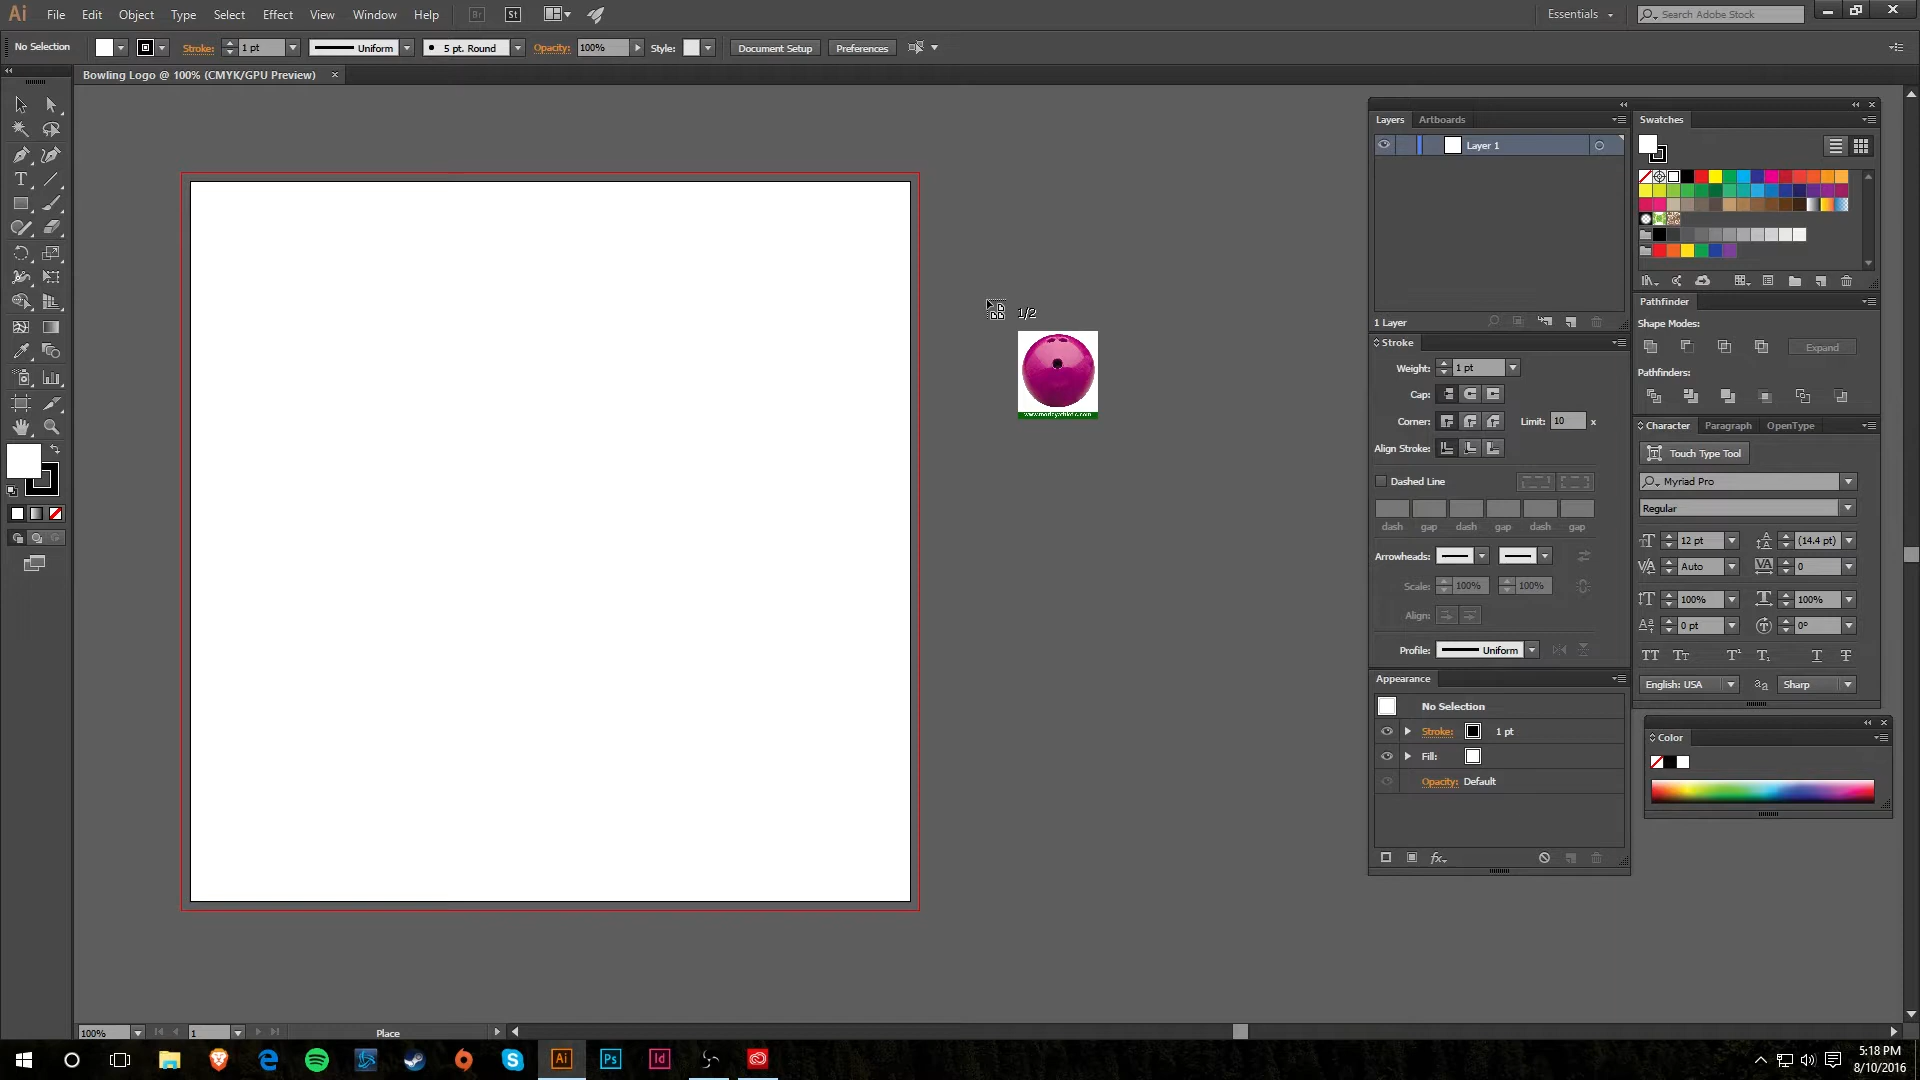 Ai File Edit Object Type Select Effect View Window Help Br St Essentials Search Adobe Stock
No Selection Stroke: 1 pt Uniform 5 pt. Round Opacity: 100% Style: Document Setup Preferences
Bowling Logo @ 100% (CMYK/GPU Preview)
1/2
Layers Artboards
Layer 1
1 Layer
Stroke
Weight: 1 pt
Cap:
Corner: Limit: 10 x
Align Stroke:
Dashed Line
dash gap dash gap dash gap
Arrowheads:
Scale: 100% 100%
Align:
Profile: Uniform
Appearance
No Selection
Stroke: 1 pt
Fill:
Opacity: Default
Swatches
Pathfinder
Shape Modes:
Expand
Pathfinders:
Character Paragraph OpenType
Touch Type Tool
Myriad Pro
Regular
12 pt (14.4 pt)
Auto 0
100% 100%
0 pt 0°
English: USA Sharp
Color
100% 1 Place
Ai Ps Id
5:18 PM
8/10/2016